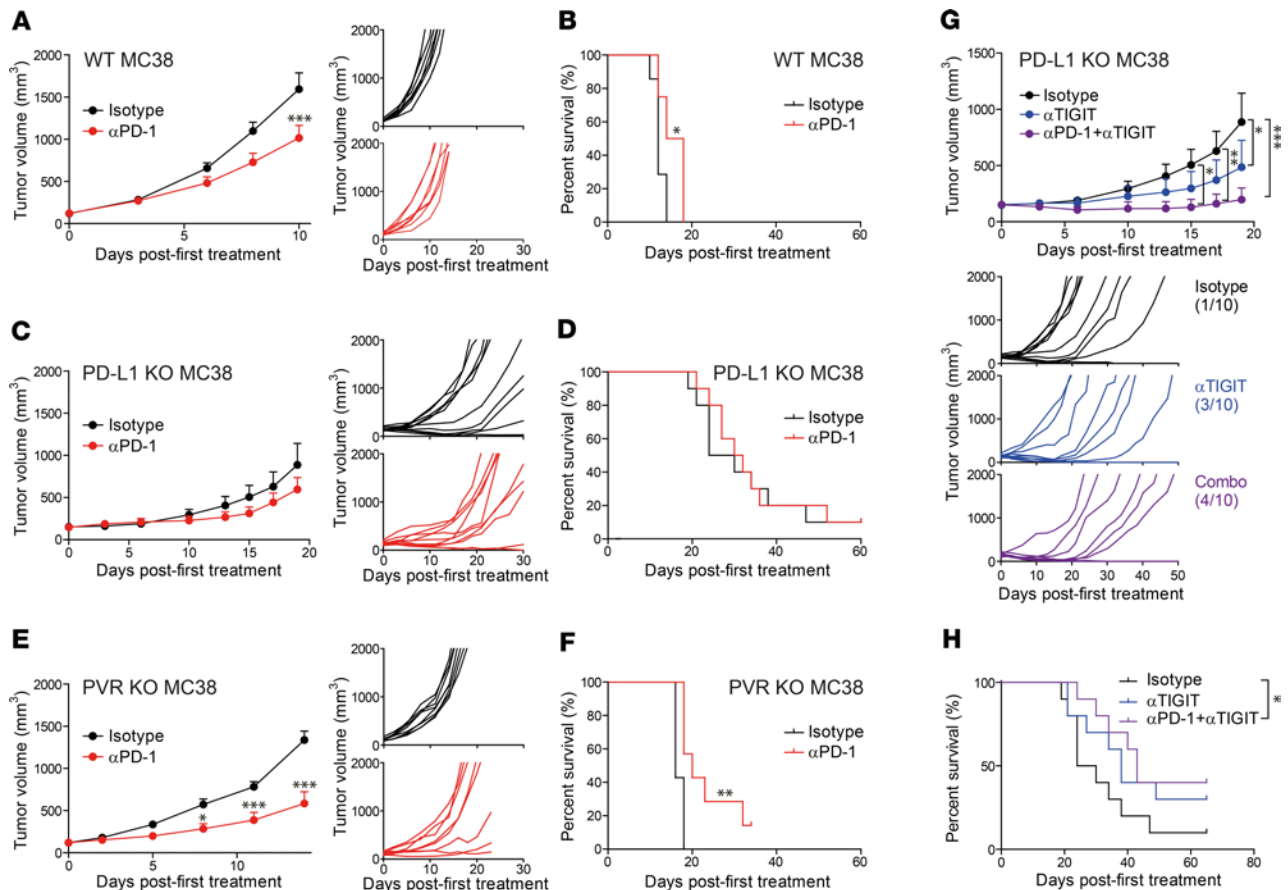 A
WT MC38
Isotype
αPD-1
***
Tumor volume (mm³)
2000
1500
1000
500
0
0 5 10
Days post-first treatment
Tumor volume (mm³)
2000
1000
0
2000
1000
0
0 10 20 30
Days post-first treatment
B
WT MC38
Isotype
αPD-1
*
Percent survival (%)
100
80
60
40
20
0
0 20 40 60
Days post-first treatment
C
PD-L1 KO MC38
Isotype
αPD-1
Tumor volume (mm³)
2000
1500
1000
500
0
0 5 10 15 20
Days post-first treatment
Tumor volume (mm³)
2000
1000
0
2000
1000
0
0 10 20 30
Days post-first treatment
D
PD-L1 KO MC38
Isotype
αPD-1
Percent survival (%)
100
80
60
40
20
0
0 20 40 60
Days post-first treatment
E
PVR KO MC38
Isotype
αPD-1
*
***
***
Tumor volume (mm³)
2000
1500
1000
500
0
0 5 10
Days post-first treatment
Tumor volume (mm³)
2000
1000
0
2000
1000
0
0 10 20 30
Days post-first treatment
F
PVR KO MC38
Isotype
αPD-1
**
Percent survival (%)
100
80
60
40
20
0
0 20 40 60
Days post-first treatment
G
PD-L1 KO MC38
Isotype
αTIGIT
αPD-1+αTIGIT
*
**
*
***
Tumor volume (mm³)
1500
1000
500
0
0 5 10 15 20
Days post-first treatment
Tumor volume (mm³)
2000
1000
0
Isotype
(1/10)
2000
1000
0
αTIGIT
(3/10)
2000
1000
0
Combo
(4/10)
0 10 20 30 40 50
Days post-first treatment
H
Isotype
αTIGIT
αPD-1+αTIGIT
*
Percent survival (%)
100
50
0
0 20 40 60 80
Days post-first treatment